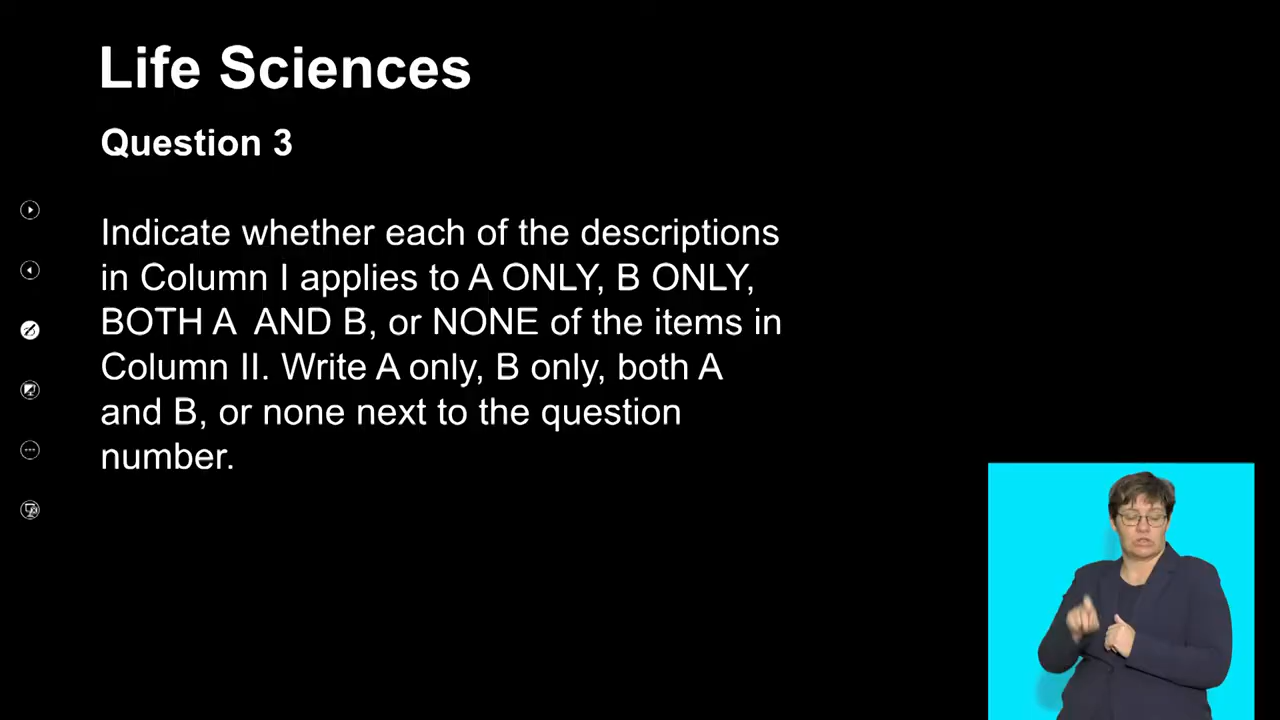 Life Sciences
Question 3
Indicate whether each of the descriptions
in Column I applies to A ONLY, B ONLY,
BOTH A  AND B, or NONE of the items in
Column II. Write A only, B only, both A
and B, or none next to the question
number.